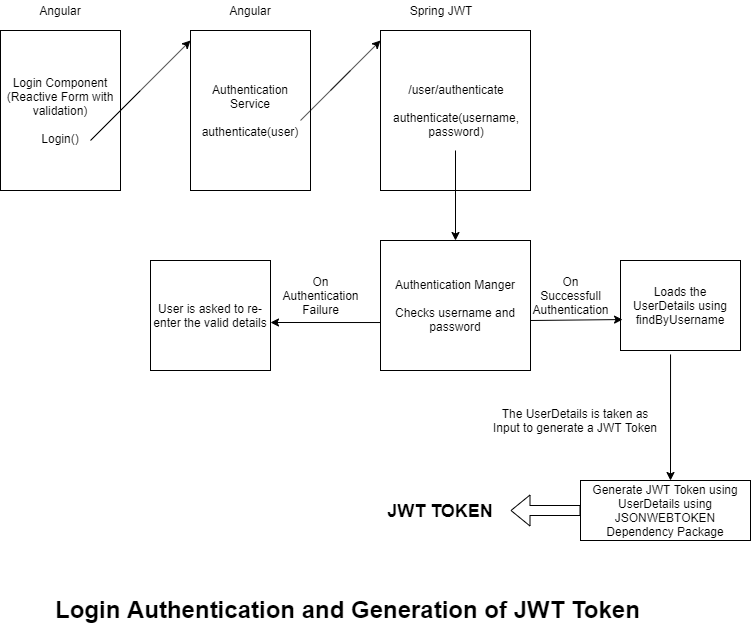 Angular
Angular
Spring JWT
Login Component
(Reactive Form with
validation)
Login()
Authentication
Service
authenticate(user)
/user/authenticate
authenticate(username,
password)
User is asked to re-
enter the valid details
On
Authentication
Failure
Authentication Manger
Checks username and
password
On
Successfull
Authentication
Loads the
UserDetails using
findByUsername
The UserDetails is taken as
Input to generate a JWT Token
JWT TOKEN
Generate JWT Token using
UserDetails using
JSONWEBTOKEN
Dependency Package
Login Authentication and Generation of JWT Token